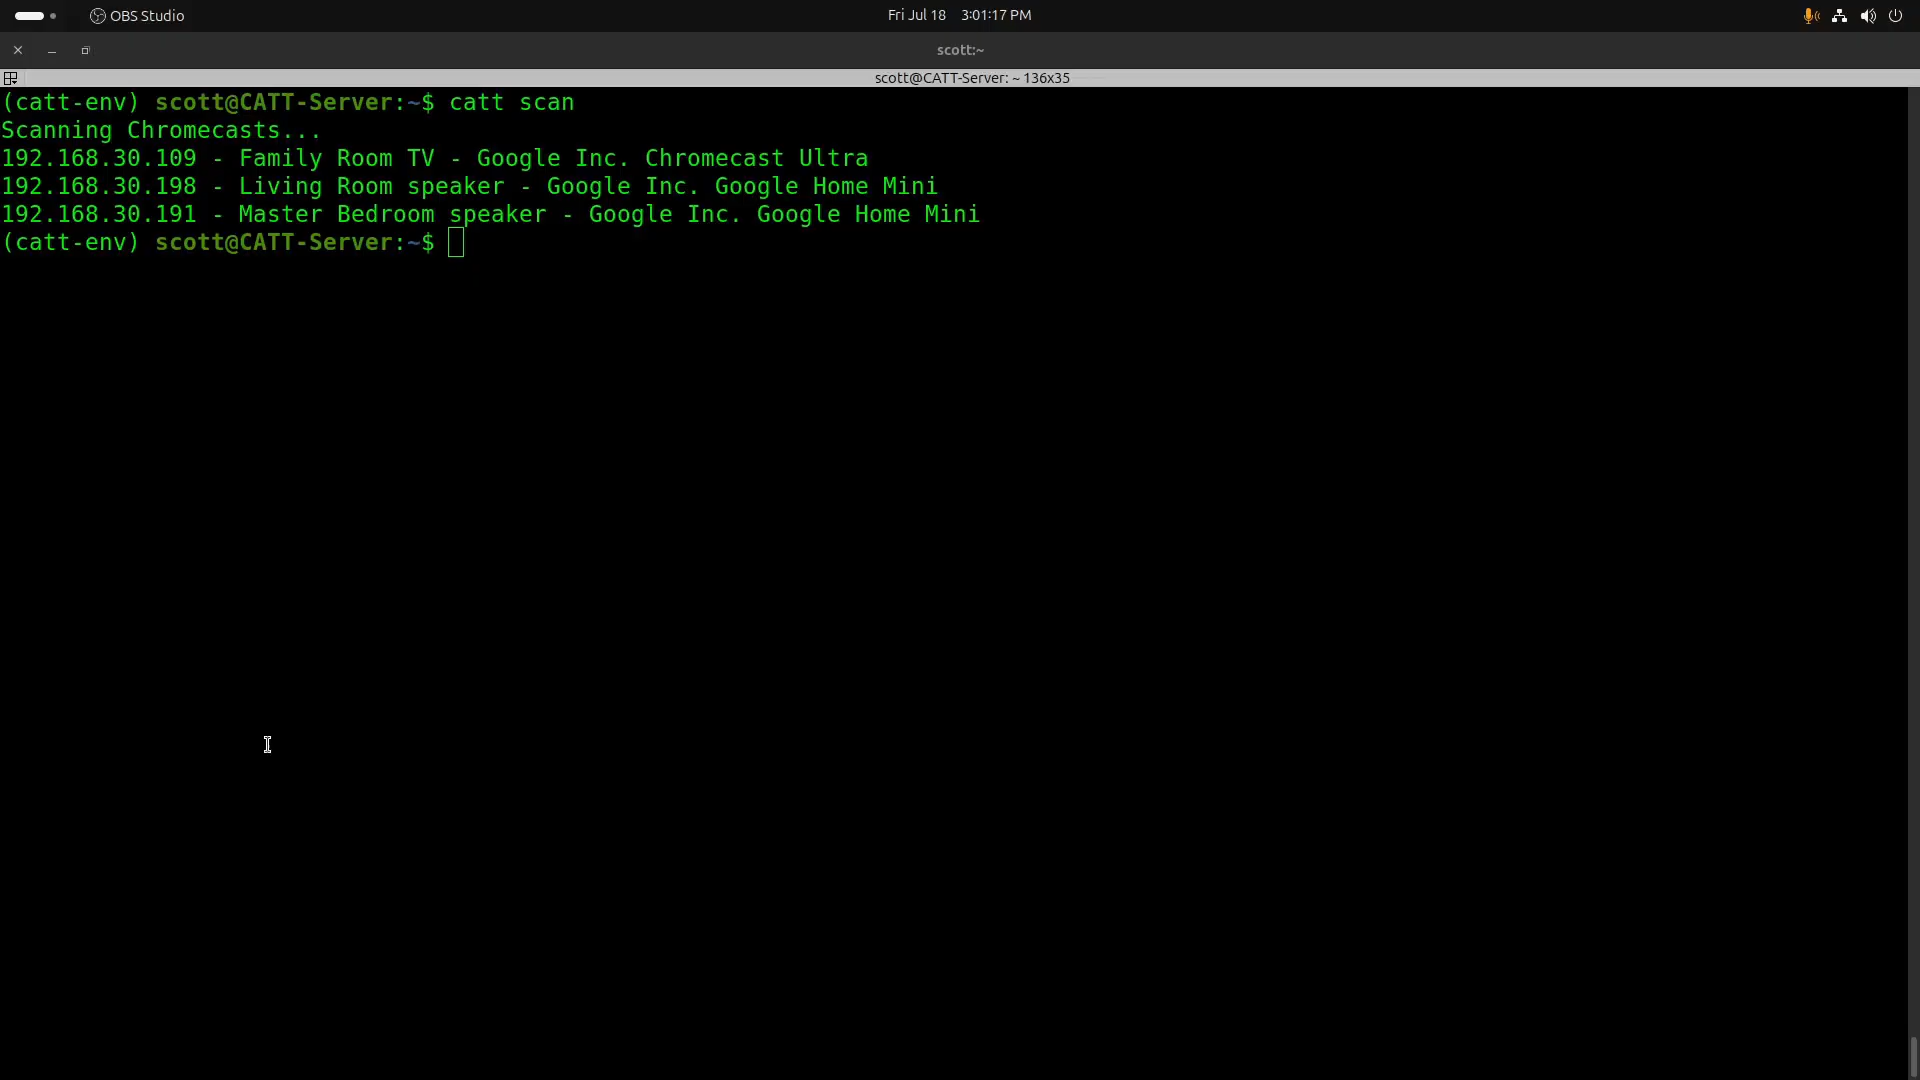 OBS Studio
Fri Jul 18 3:01:17 PM
scott:~
scott@CATT-Server: ~ 136x35
(catt-env) scott@CATT-Server:~$ catt scan
Scanning Chromecasts...
192.168.30.109 - Family Room TV - Google Inc. Chromecast Ultra
192.168.30.198 - Living Room speaker - Google Inc. Google Home Mini
192.168.30.191 - Master Bedroom speaker - Google Inc. Google Home Mini
(catt-env) scott@CATT-Server:~$